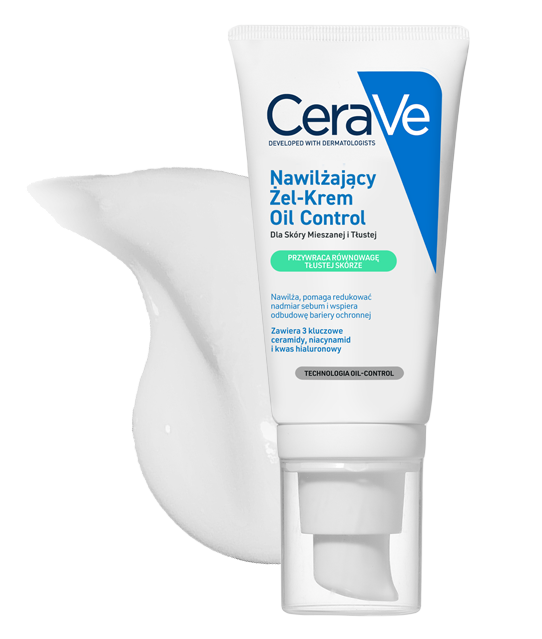 CeraVe
DEVELOPED WITH DERMATOLOGISTS
Nawilżający
Żel-Krem
Oil Control
Dla Skóry Mieszanej i Tłustej
PRZYWRACA RÓWNOWAGĘ
TŁUSTEJ SKÓRZE
Nawilża, pomaga redukować
nadmiar sebum i wspiera
odbudowę bariery ochronnej
Zawiera 3 kluczowe
ceramidy, niacynamid
i kwas hialuronowy
TECHNOLOGIA OIL-CONTROL